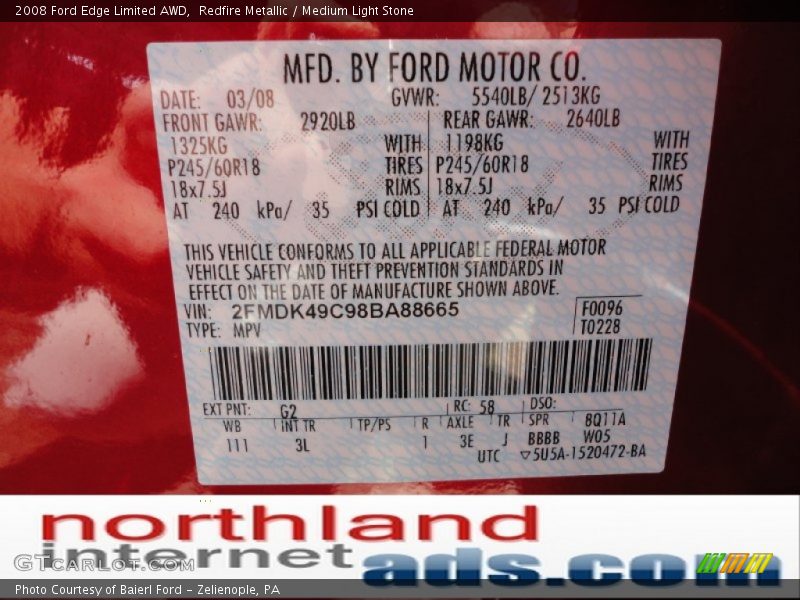 2008 Ford Edge Limited AWD, Redfire Metallic / Medium Light Stone
MFD. BY FORD MOTOR CO.
DATE: 03/08 GVWR: 5540LB/ 2513KG
FRONT GAWR: 2920LB REAR GAWR: 2640LB
1325KG WITH 1198KG WITH
P245/60R18 TIRES P245/60R18 TIRES
18x7.5J RIMS 18x7.5J RIMS
AT 240 kPa/ 35 PSI COLD AT 240 kPa/ 35 PSI COLD
THIS VEHICLE CONFORMS TO ALL APPLICABLE FEDERAL MOTOR
VEHICLE SAFETY AND THEFT PREVENTION STANDARDS IN
EFFECT ON THE DATE OF MANUFACTURE SHOWN ABOVE.
VIN: 2FMDK49C98BA88665 F0096
TYPE: MPV T0228
EXT PNT: G2 RC: 58 DSO:
WB INT TR TP/PS R AXLE TR SPR 8Q11A
111 3L 1 3E J BBBB W05
UTC ▽5U5A-1520472-BA
northland
internet ads.com
GTCARLOT.COM
Photo Courtesy of Baierl Ford - Zelienople, PA